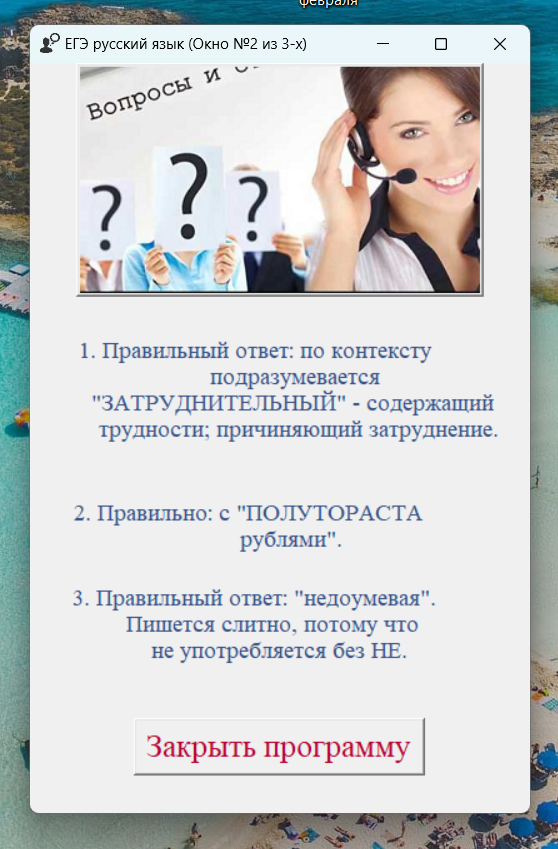 февраля
ЕГЭ русский язык (Окно №2 из 3-х)
Вопросы и о
? ? ?
1. Правильный ответ: по контексту
подразумевается
"ЗАТРУДНИТЕЛЬНЫЙ" - содержащий
трудности; причиняющий затруднение.
2. Правильно: с "ПОЛУТОРАСТА
рублями".
3. Правильный ответ: "недоумевая".
Пишется слитно, потому что
не употребляется без НЕ.
Закрыть программу